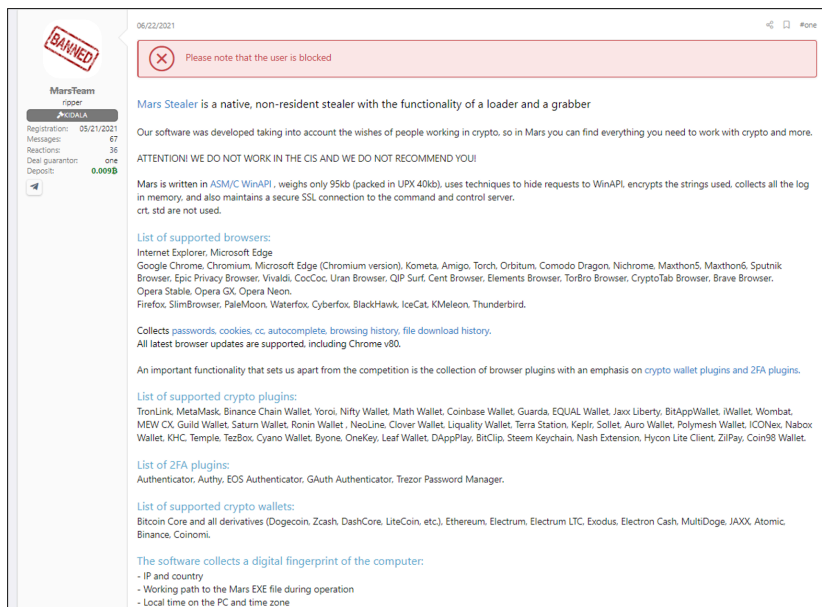 06/22/2021
#one
BANNED
Please note that the user is blocked
MarsTeam
ripper
KIDALA
Registration: 05/21/2021
Messages: 67
Reactions: 36
Deal guarantor: one
Deposit: 0.009₿
Mars Stealer is a native, non-resident stealer with the functionality of a loader and a grabber
Our software was developed taking into account the wishes of people working in crypto, so in Mars you can find everything you need to work with crypto and more.
ATTENTION! WE DO NOT WORK IN THE CIS AND WE DO NOT RECOMMEND YOU!
Mars is written in ASM/C WinAPI , weighs only 95kb (packed in UPX 40kb), uses techniques to hide requests to WinAPI, encrypts the strings used, collects all the log
in memory, and also maintains a secure SSL connection to the command and control server.
crt, std are not used.
List of supported browsers:
Internet Explorer, Microsoft Edge
Google Chrome, Chromium, Microsoft Edge (Chromium version), Kometa, Amigo, Torch, Orbitum, Comodo Dragon, Nichrome, Maxthon5, Maxthon6, Sputnik
Browser, Epic Privacy Browser, Vivaldi, CocCoc, Uran Browser, QIP Surf, Cent Browser, Elements Browser, TorBro Browser, CryptoTab Browser, Brave Browser.
Opera Stable, Opera GX, Opera Neon.
Firefox, SlimBrowser, PaleMoon, Waterfox, Cyberfox, BlackHawk, IceCat, KMeleon, Thunderbird.
Collects passwords, cookies, cc, autocomplete, browsing history, file download history.
All latest browser updates are supported, including Chrome v80.
An important functionality that sets us apart from the competition is the collection of browser plugins with an emphasis on crypto wallet plugins and 2FA plugins.
List of supported crypto plugins:
TronLink, MetaMask, Binance Chain Wallet, Yoroi, Nifty Wallet, Math Wallet, Coinbase Wallet, Guarda, EQUAL Wallet, Jaxx Liberty, BitAppWallet, iWallet, Wombat,
MEW CX, Guild Wallet, Saturn Wallet, Ronin Wallet , NeoLine, Clover Wallet, Liquality Wallet, Terra Station, Keplr, Sollet, Auro Wallet, Polymesh Wallet, ICONex, Nabox
Wallet, KHC, Temple, TezBox, Cyano Wallet, Byone, OneKey, Leaf Wallet, DAppPlay, BitClip, Steem Keychain, Nash Extension, Hycon Lite Client, ZilPay, Coin98 Wallet.
List of 2FA plugins:
Authenticator, Authy, EOS Authenticator, GAuth Authenticator, Trezor Password Manager.
List of supported crypto wallets:
Bitcoin Core and all derivatives (Dogecoin, Zcash, DashCore, LiteCoin, etc.), Ethereum, Electrum, Electrum LTC, Exodus, Electron Cash, MultiDoge, JAXX, Atomic,
Binance, Coinomi.
The software collects a digital fingerprint of the computer:
- IP and country
- Working path to the Mars EXE file during operation
- Local time on the PC and time zone